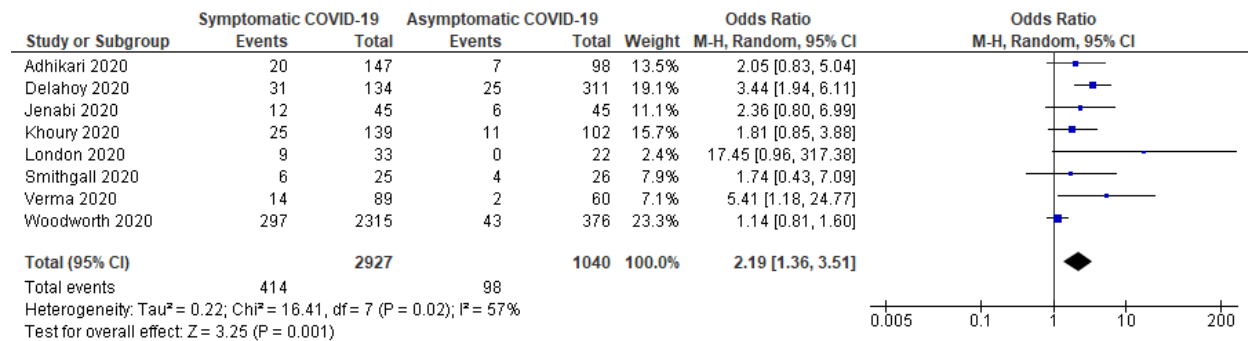 Symptomatic COVID-19 Asymptomatic COVID-19 Odds Ratio Odds Ratio
Study or Subgroup Events Total Events Total Weight M-H, Random, 95% CI M-H, Random, 95% CI
Adhikari 2020 20 147 7 98 13.5% 2.05 [0.83, 5.04]
Delahoy 2020 31 134 25 311 19.1% 3.44 [1.94, 6.11]
Jenabi 2020 12 45 6 45 11.1% 2.36 [0.80, 6.99]
Khoury 2020 25 139 11 102 15.7% 1.81 [0.85, 3.88]
London 2020 9 33 0 22 2.4% 17.45 [0.96, 317.38]
Smithgall 2020 6 25 4 26 7.9% 1.74 [0.43, 7.09]
Verma 2020 14 89 2 60 7.1% 5.41 [1.18, 24.77]
Woodworth 2020 297 2315 43 376 23.3% 1.14 [0.81, 1.60]
Total (95% CI) 2927 1040 100.0% 2.19 [1.36, 3.51]
Total events 414 98
Heterogeneity: Tau² = 0.22; Chi² = 16.41, df = 7 (P = 0.02); I² = 57%
Test for overall effect: Z = 3.25 (P = 0.001)
0.005 0.1 1 10 200